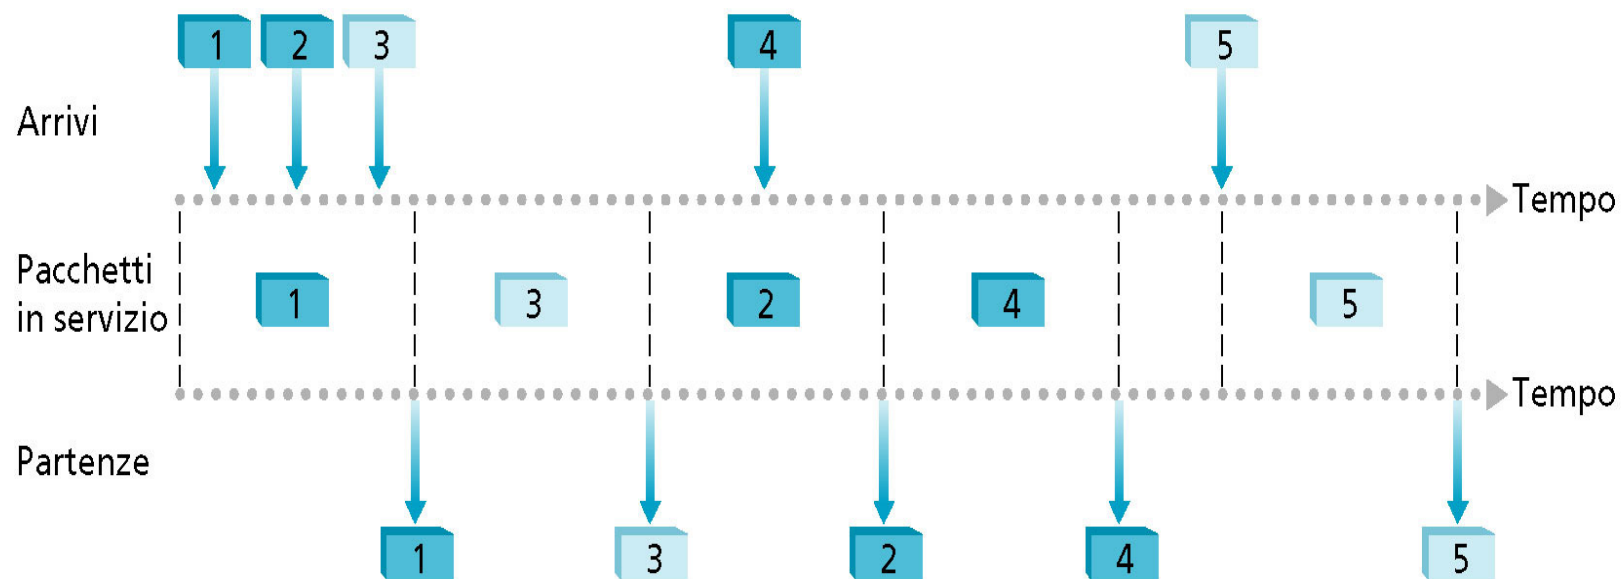 1 2 3 4 5
Arrivi
Tempo
Pacchetti
in servizio
1 3 2 4 5
Tempo
Partenze
1 3 2 4 5